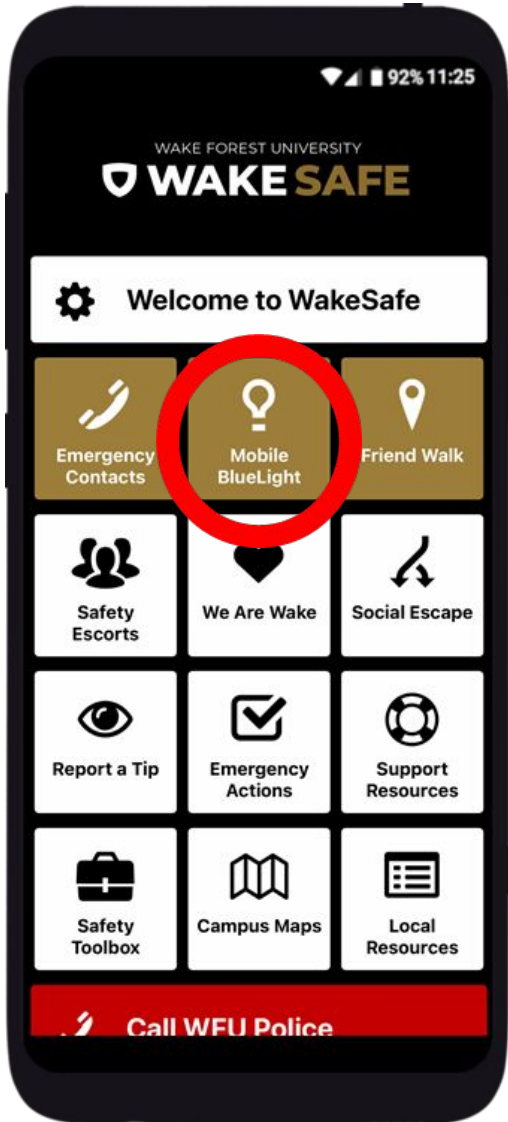 92% 11:25
WAKE FOREST UNIVERSITY
WAKE SAFE
Welcome to WakeSafe
Emergency
Contacts
Mobile
BlueLight
Friend Walk
Safety
Escorts
We Are Wake
Social Escape
Report a Tip
Emergency
Actions
Support
Resources
Safety
Toolbox
Campus Maps
Local
Resources
Call WFU Police